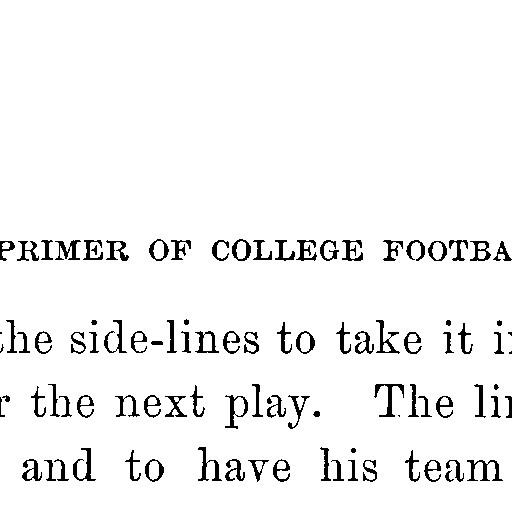 PRIMER OF COLLEGE FOOTBA
the side-lines to take it i
r the next play. The lin
and to have his team